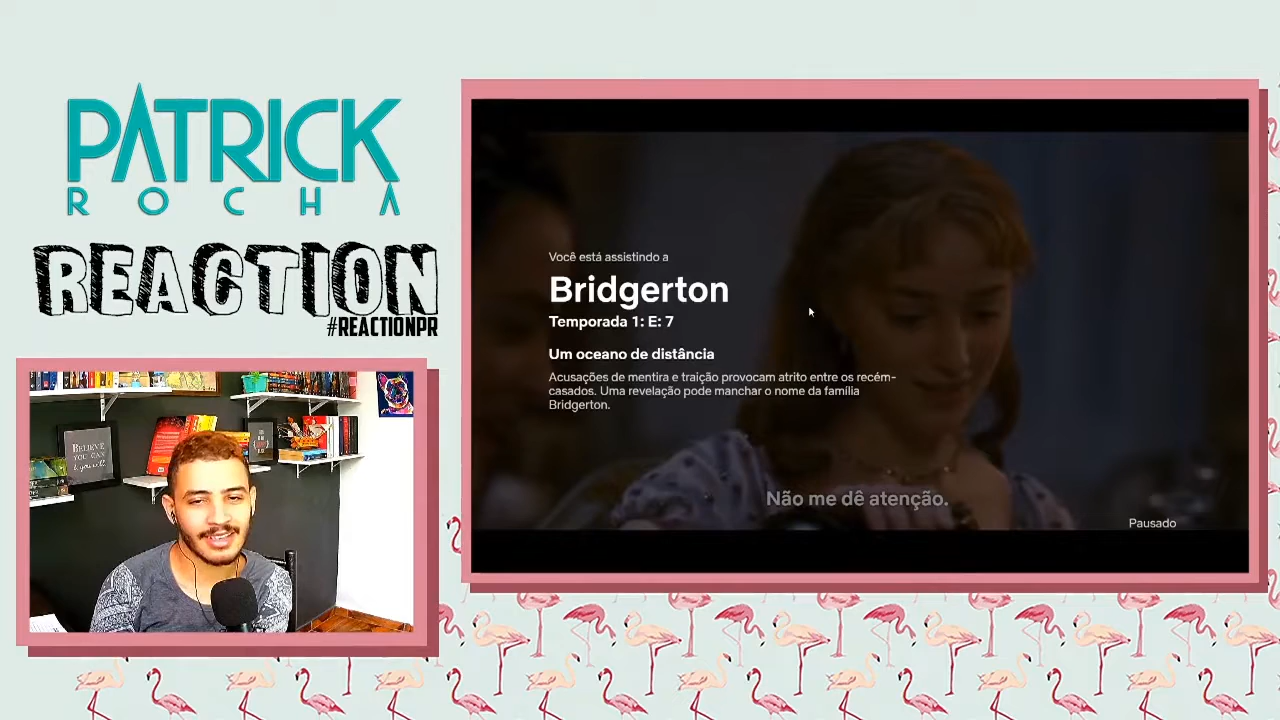 PATRICK
ROCHA
REACTION
#REACTIONPR
BELIEVE
YOU CAN
Você está assistindo a
Bridgerton
Temporada 1: E: 7
Um oceano de distância
Acusações de mentira e traição provocam atrito entre os recém-
casados. Uma revelação pode manchar o nome da família
Bridgerton.
Não me dê atenção.
Pausado